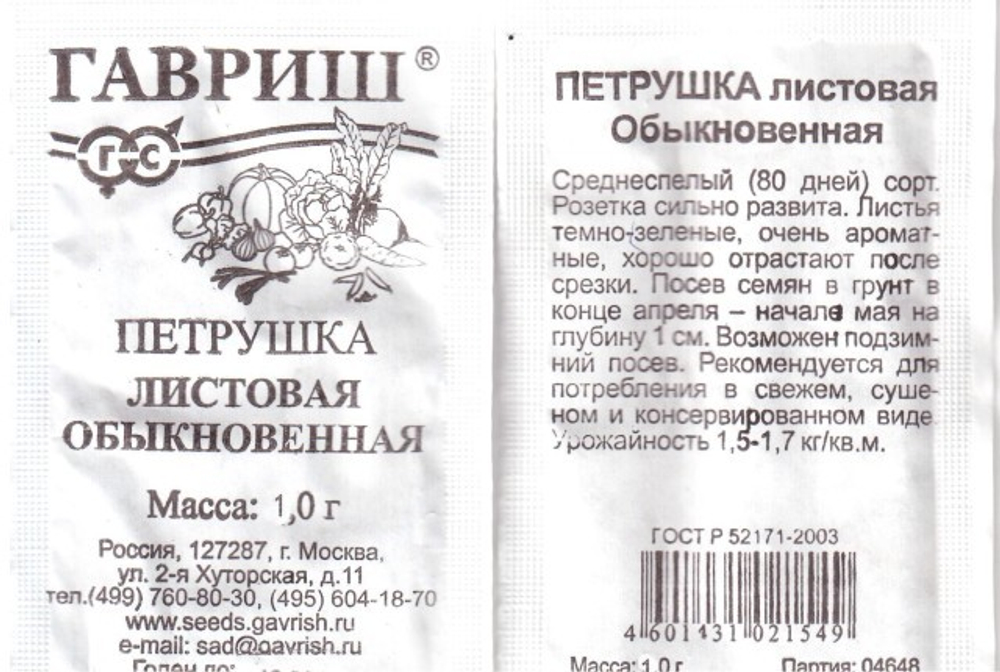 ГАВРИШ®
ГС
ПЕТРУШКА
ЛИСТОВАЯ
ОБЫКНОВЕННАЯ
Масса: 1,0 г
Россия, 127287, г. Москва,
ул. 2-я Хуторская, д.11
тел.(499) 760-80-30, (495) 604-18-70
www.seeds.gavrish.ru
e-mail: sad@gavrish.ru
Годен до:
ПЕТРУШКА листовая
Обыкновенная
Среднеспелый (80 дней) сорт.
Розетка сильно развита. Листья
темно-зеленые, очень аромат-
ные, хорошо отрастают после
срезки. Посев семян в грунт в
конце апреля – начале мая на
глубину 1 см. Возможен подзим-
ний посев. Рекомендуется для
потребления в свежем, суше-
ном и консервированном виде.
Урожайность 1,5-1,7 кг/кв.м.
ГОСТ Р 52171-2003
4 601431 021549
Масса: 1,0 г Партия: 04648